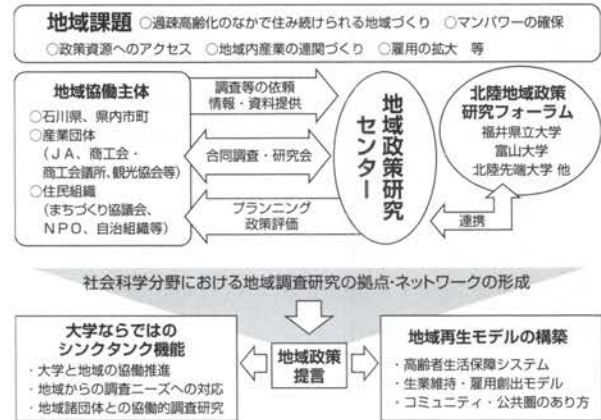 地域課題 ○過疎高齢化のなかで住み続けられる地域づくり ○マンパワーの確保
○政策資源へのアクセス ○地域内産業の連関づくり ○雇用の拡大 等
地域協働主体
○石川県、県内市町
○産業団体
(JA、商工会・
商工会議所、観光協会等)
○住民組織
(まちづくり協議会、
NPO、自治組織等)
調査等の依頼
情報・資料提供
合同調査・研究会
プランニング
政策評価
地域政策研究
センター
北陸地域政策
研究フォーラム
福井県立大学
富山大学
北陸先端大学 他
連携
社会科学分野における地域調査研究の拠点・ネットワークの形成
大学ならではの
シンクタンク機能
・大学と地域の協働推進
・地域からの調査ニーズへの対応
・地域諸団体との協働的調査研究
地域政策
提言
地域再生モデルの構築
・高齢者生活保障システム
・生業維持・雇用創出モデル
・コミュニティ・公共圏のあり方